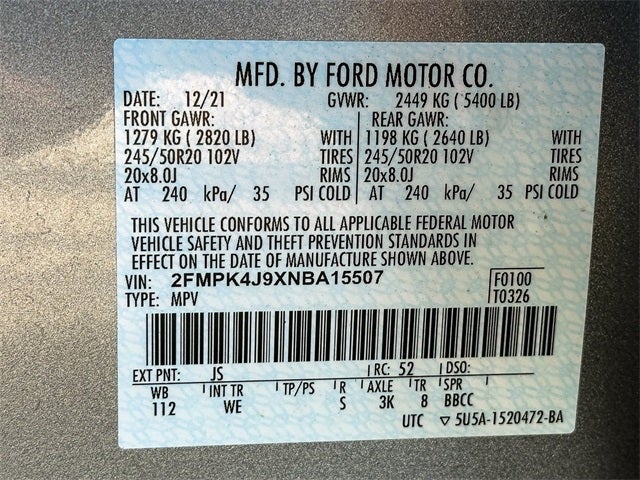 MFD. BY FORD MOTOR CO.
DATE: 12/21 GVWR: 2449 KG ( 5400 LB)
FRONT GAWR: REAR GAWR:
1279 KG ( 2820 LB) WITH 1198 KG ( 2640 LB) WITH
245/50R20 102V TIRES 245/50R20 102V TIRES
20x8.0J RIMS 20x8.0J RIMS
AT 240 kPa/ 35 PSI COLD AT 240 kPa/ 35 PSI COLD
THIS VEHICLE CONFORMS TO ALL APPLICABLE FEDERAL MOTOR
VEHICLE SAFETY AND THEFT PREVENTION STANDARDS IN
EFFECT ON THE DATE OF MANUFACTURE SHOWN ABOVE.
VIN: 2FMPK4J9XNBA15507 F0100
TYPE: MPV T0326
EXT PNT: JS RC: 52 DSO:
WB INT TR TP/PS R AXLE TR SPR
112 WE S 3K 8 BBCC
UTC ▽ 5U5A-1520472-BA